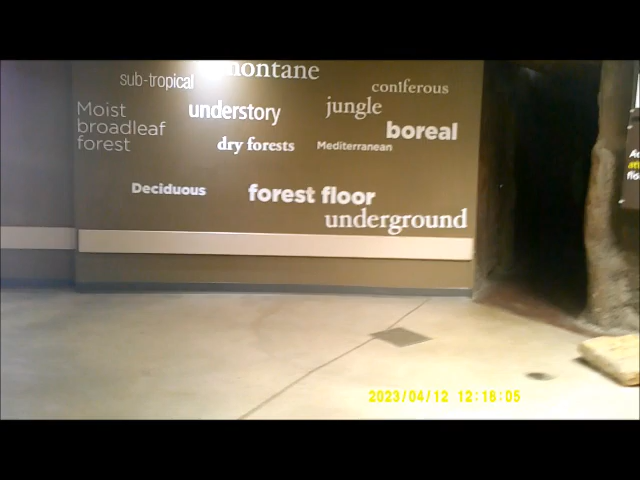 montane
sub-tropical
coniferous
Moist
broadleaf
forest
understory
jungle
boreal
dry forests
Mediterranean
Deciduous
forest floor
underground
2023/04/12 12:16:05